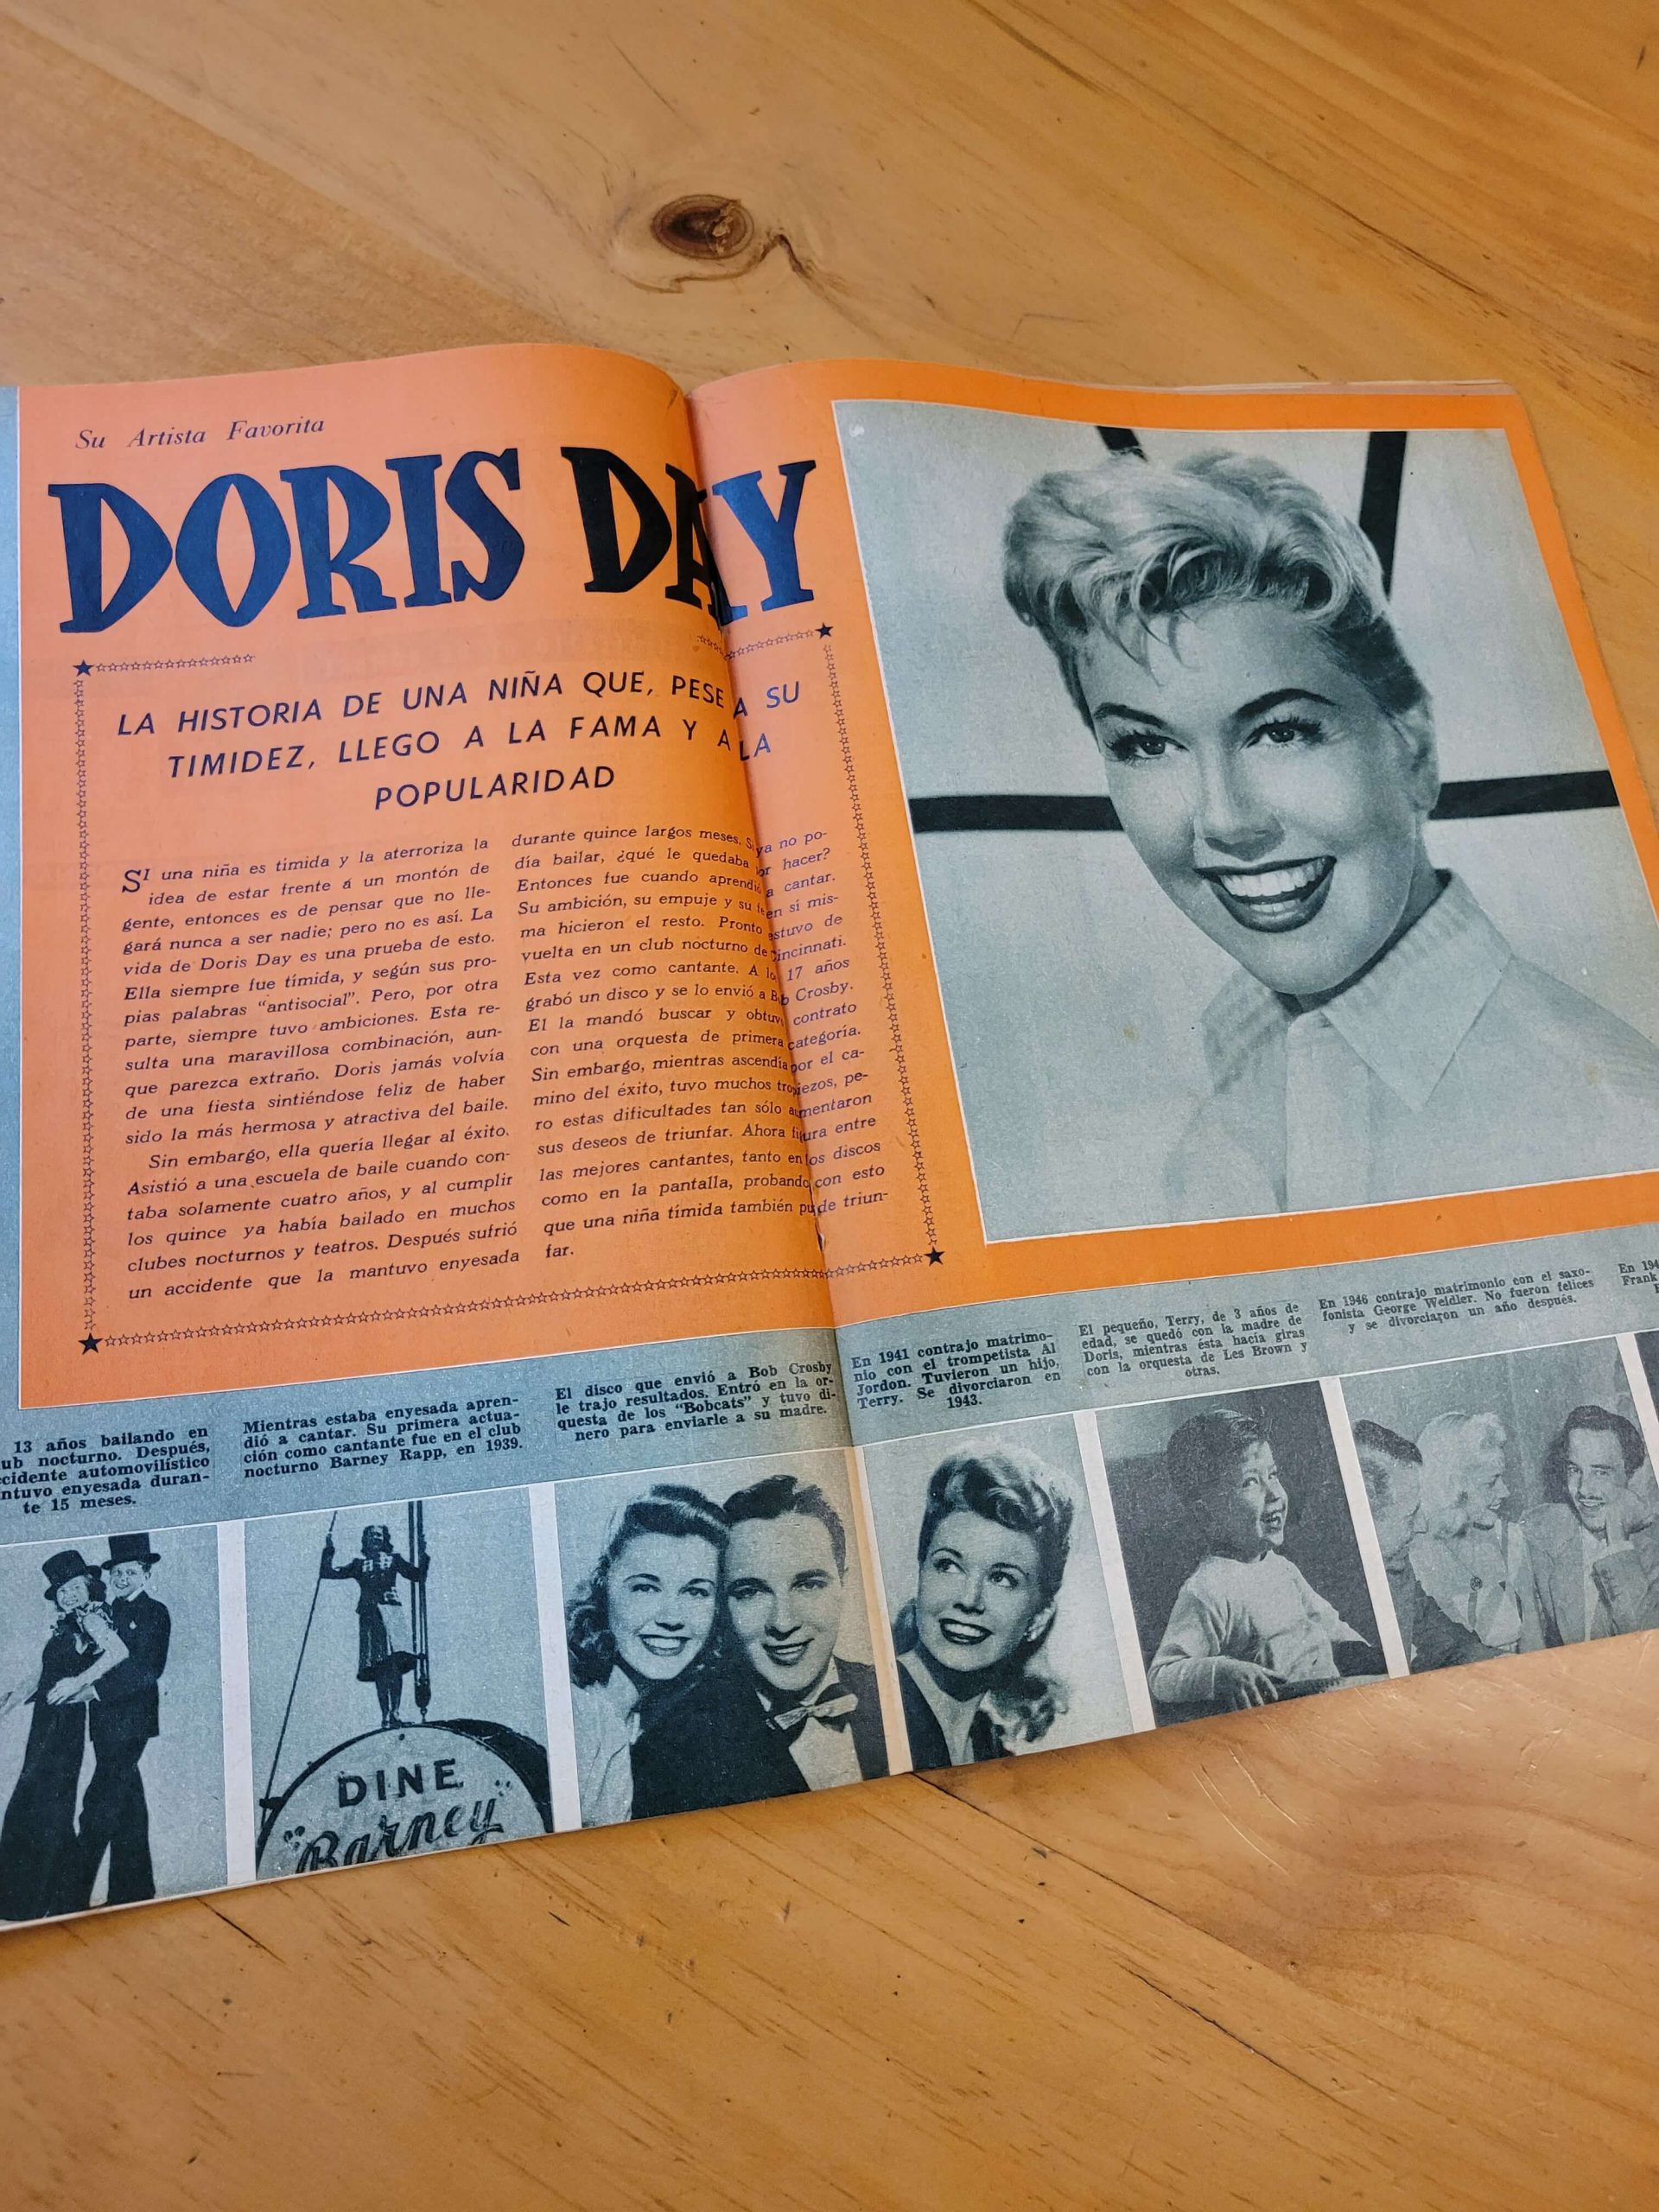 Su Artista Favorita
DORIS DAY
LA HISTORIA DE UNA NIÑA QUE, PESE A SU
TIMIDEZ, LLEGO A LA FAMA Y A LA
POPULARIDAD
SI una niña es tímida y la aterroriza la
idea de estar frente á un montón de
gente, entonces es de pensar que no lle-
gará nunca a ser nadie; pero no es así. La
vida de Doris Day es una prueba de esto.
Ella siempre fue tímida, y según sus pro-
pias palabras "antisocial". Pero, por otra
parte, siempre tuvo ambiciones. Esta re-
sulta una maravillosa combinación, aun-
que parezca extraño. Doris jamás volvía
de una fiesta sintiéndose feliz de haber
sido la más hermosa y atractiva del baile.
Sin embargo, ella quería llegar al éxito.
Asistió a una escuela de baile cuando con-
taba solamente cuatro años, y al cumplir
los quince ya había bailado en muchos
clubes nocturnos y teatros. Después sufrió
un accidente que la mantuvo enyesada
durante quince largos meses. Si ya no po-
día bailar, ¿qué le quedaba por hacer?
Entonces fue cuando aprendió a cantar.
Su ambición, su empuje y su fe en sí mis-
ma hicieron el resto. Pronto estuvo de
vuelta en un club nocturno de Cincinnati.
Esta vez como cantante. A los 17 años
grabó un disco y se lo envió a Bob Crosby.
El la mandó buscar y obtuvo contrato
con una orquesta de primera categoría.
Sin embargo, mientras ascendía por el ca-
mino del éxito, tuvo muchos tropiezos, pe-
ro estas dificultades tan sólo aumentaron
sus deseos de triunfar. Ahora figura entre
las mejores cantantes, tanto en los discos
como en la pantalla, probando con esto
que una niña tímida también puede triun-
far.
13 años bailando en
ub nocturno. Después,
ccidente automovilístico
ntuvo enyesada duran-
te 15 meses.
Mientras estaba enyesada apren-
dió a cantar. Su primera actua-
ción como cantante fue en el club
nocturno Barney Rapp, en 1939.
El disco que envió a Bob Crosby
le trajo resultados. Entró en la or-
questa de los "Bobcats" y tuvo di-
nero para enviarle a su madre.
En 1941 contrajo matrimo-
nio con el trompetista Al
Jordon. Tuvieron un hijo,
Terry. Se divorciaron en
1943.
El pequeño, Terry, de 3 años de
edad, se quedó con la madre de
Doris, mientras ésta hacía giras
con la orquesta de Les Brown y
otras.
En 1946 contrajo matrimonio con el saxo-
fonista George Weidler. No fueron felices
y se divorciaron un año después.
En 194
Frank
DINE
"Barney"